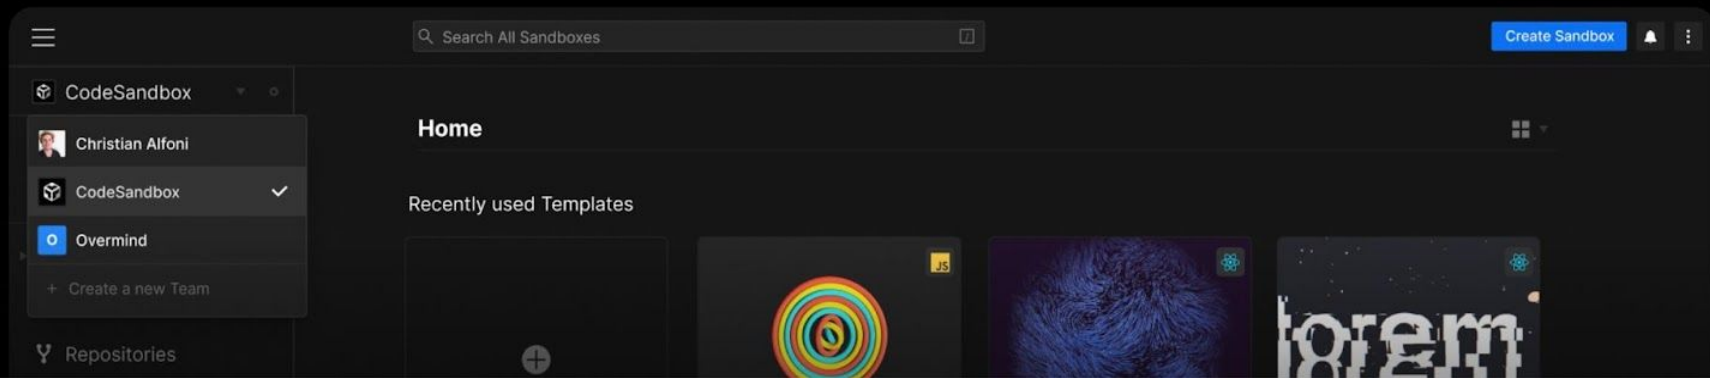 Search All Sandboxes
/
Create Sandbox
CodeSandbox
Christian Alfoni
CodeSandbox
O Overmind
+ Create a new Team
Repositories
Home
Recently used Templates
JS
lorem